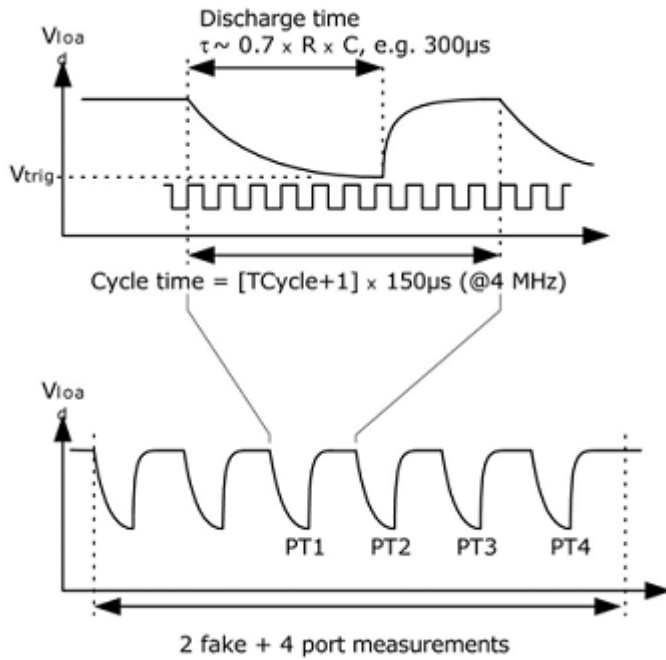 Discharge time
τ ~ 0.7 x R x C, e.g. 300µs
Vloa
d
Vtrig
Cycle time = [TCycle+1] x 150µs (@4 MHz)
Vloa
d
PT1 PT2 PT3 PT4
2 fake + 4 port measurements